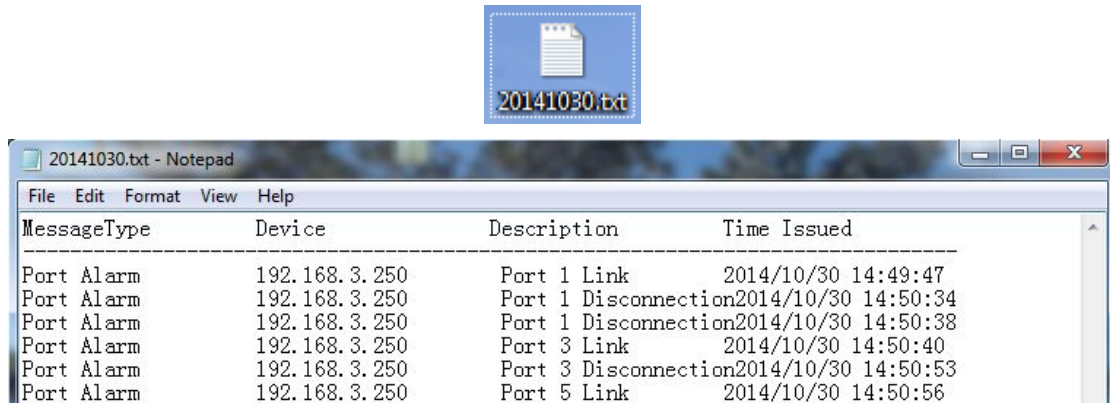 20141030.txt
20141030.txt - Notepad
File Edit Format View Help
MessageType Device Description Time Issued
Port Alarm 192.168.3.250 Port 1 Link 2014/10/30 14:49:47
Port Alarm 192.168.3.250 Port 1 Disconnection2014/10/30 14:50:34
Port Alarm 192.168.3.250 Port 1 Disconnection2014/10/30 14:50:38
Port Alarm 192.168.3.250 Port 3 Link 2014/10/30 14:50:40
Port Alarm 192.168.3.250 Port 3 Disconnection2014/10/30 14:50:53
Port Alarm 192.168.3.250 Port 5 Link 2014/10/30 14:50:56